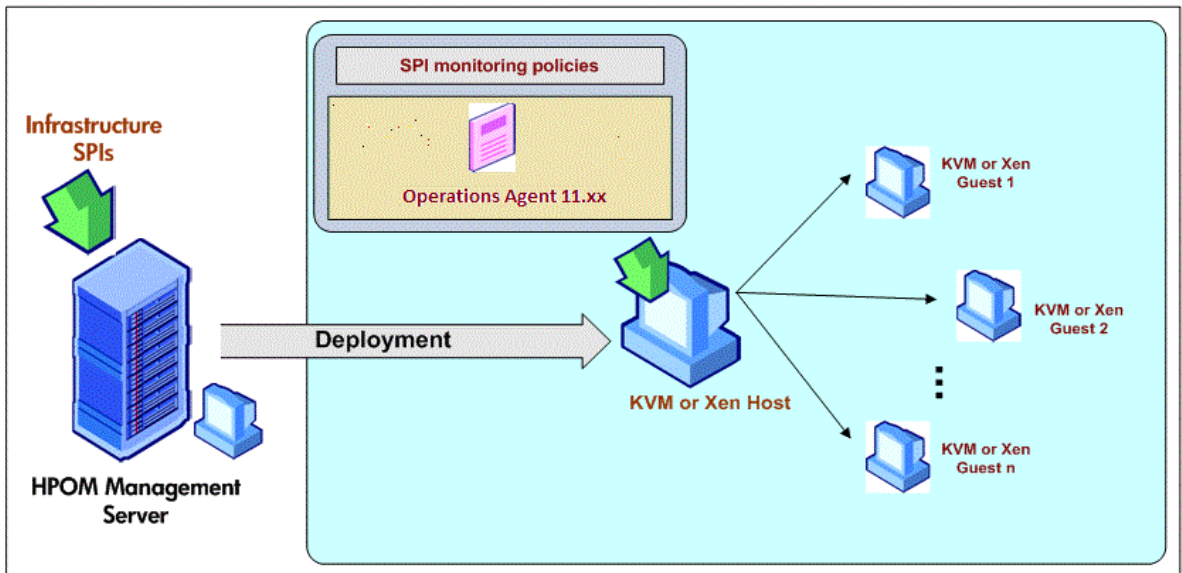 SPI monitoring policies
Operations Agent 11.xx
Infrastructure
SPIs
HPOM Management
Server
Deployment
KVM or Xen Host
KVM or Xen
Guest 1
KVM or Xen
Guest 2
KVM or Xen
Guest n